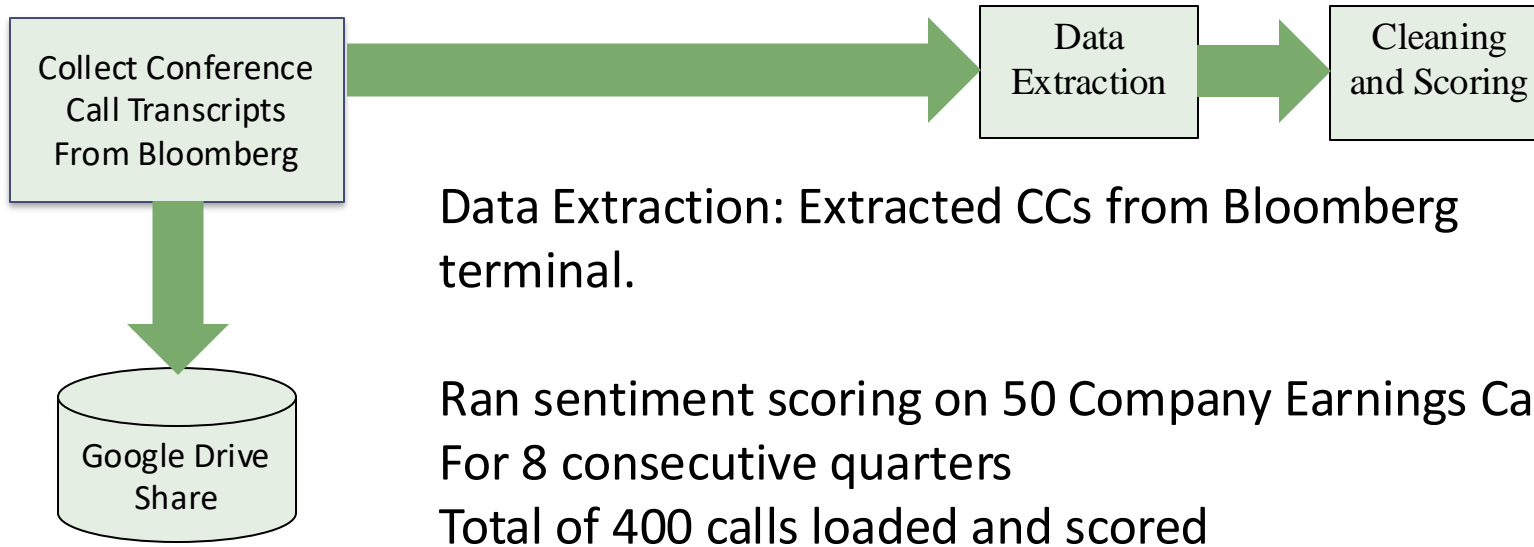 Collect Conference
Call Transcripts
From Bloomberg
Data
Extraction
Cleaning
and Scoring
Data Extraction: Extracted CCs from Bloomberg
terminal.
Ran sentiment scoring on 50 Company Earnings Ca
For 8 consecutive quarters
Total of 400 calls loaded and scored
Google Drive
Share